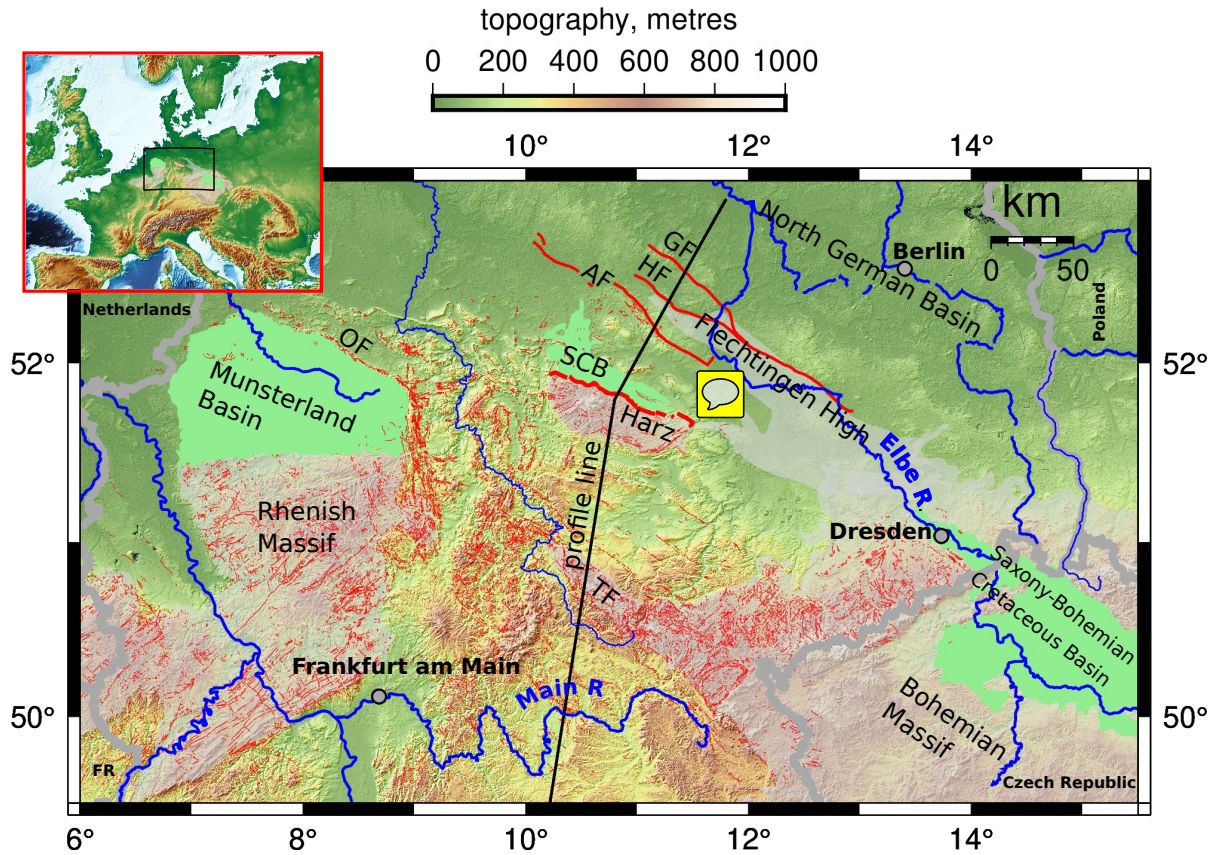 topography, metres
0 200 400 600 800 1000
10° 12° 14°
km
0 50
North German Basin
Berlin
GF
HF
AF
Netherlands
Poland
OF
52° 52°
Flechtingen High
SCB
Munsterland
Basin
Harz
Elbe R.
profile line
Rhenish
Massif
Dresden
Saxony-Bohemian
Cretaceous Basin
TF
Frankfurt am Main
Main R
Bohemian
Massif
50° 50°
FR
Czech Republic
6° 8° 10° 12° 14°